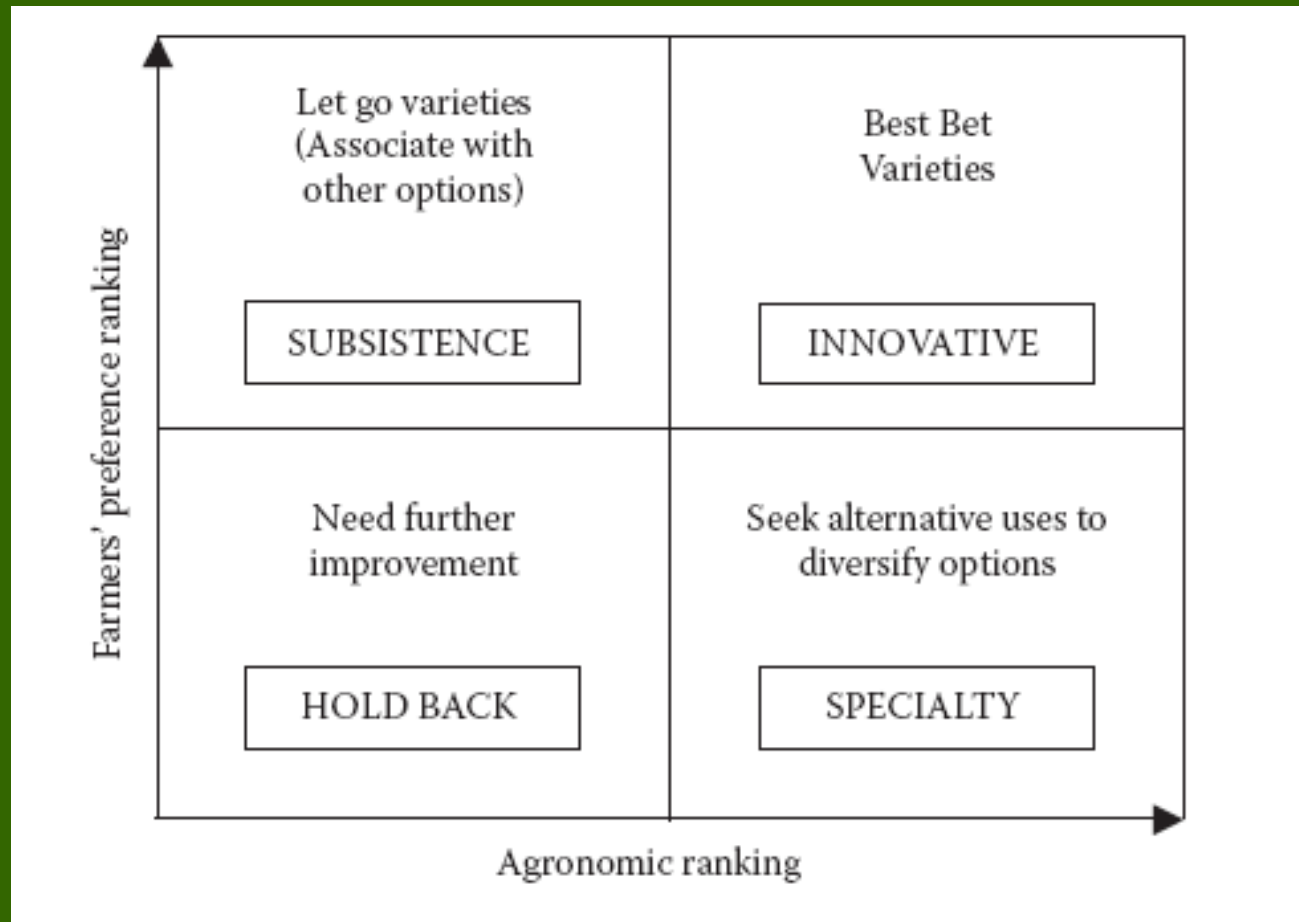 Let go varieties
(Associate with
other options)
SUBSISTENCE
Best Bet
Varieties
INNOVATIVE
Need further
improvement
HOLD BACK
Seek alternative uses to
diversify options
SPECIALTY
Farmers’ preference ranking
Agronomic ranking